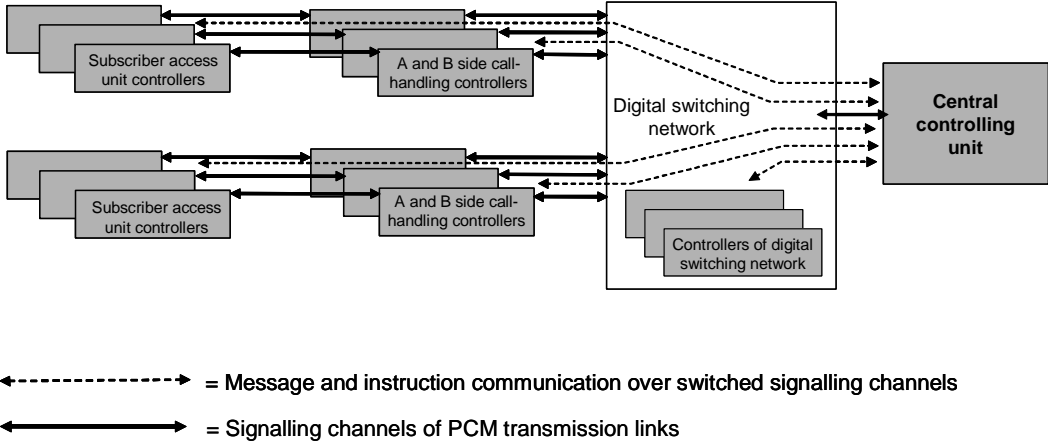 Subscriber access
unit controllers
A and B side call-
handling controllers
Digital switching
network
Central
controlling
unit
Subscriber access
unit controllers
A and B side call-
handling controllers
Controllers of digital
switching network
= Message and instruction communication over switched signalling channels
= Signalling channels of PCM transmission links